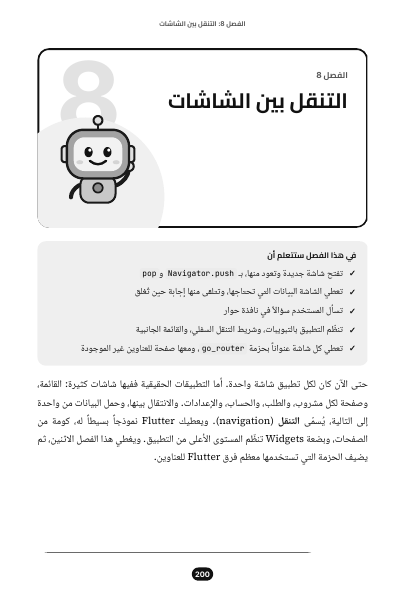 الفصل 8: التنقل بين الشاشات
8
الفصل 8
التنقل بين الشاشات
في هذا الفصل ستتعلم أن
✓ تفتح شاشة جديدة وتعود منها، بـ Navigator.push و pop
✓ تعطي الشاشة البيانات التي تحتاجها، وتتلقى منها إجابة حين تُغلق
✓ تسأل المستخدم سؤالاً في نافذة حوار
✓ تنظّم التطبيق بالتبويبات، وشريط التنقل السفلي، والقائمة الجانبية
✓ تعطي كل شاشة عنواناً بحزمة go_router، ومعها صفحة للعناوين غير الموجودة
حتى الآن كان لكل تطبيق شاشة واحدة. أما التطبيقات الحقيقية ففيها شاشات كثيرة: القائمة،
وصفحة لكل مشروب، والطلب، والحساب، والإعدادات. والانتقال بينها، وحمل البيانات من واحدة
إلى التالية، يُسمّى التنقل (navigation). ويعطيك Flutter نموذجاً بسيطاً له، كومة من
الصفحات، وبضعة Widgets تنظّم المستوى الأعلى من التطبيق. ويغطي هذا الفصل الاثنين، ثم
يضيف الحزمة التي تستخدمها معظم فرق Flutter للعناوين.
200